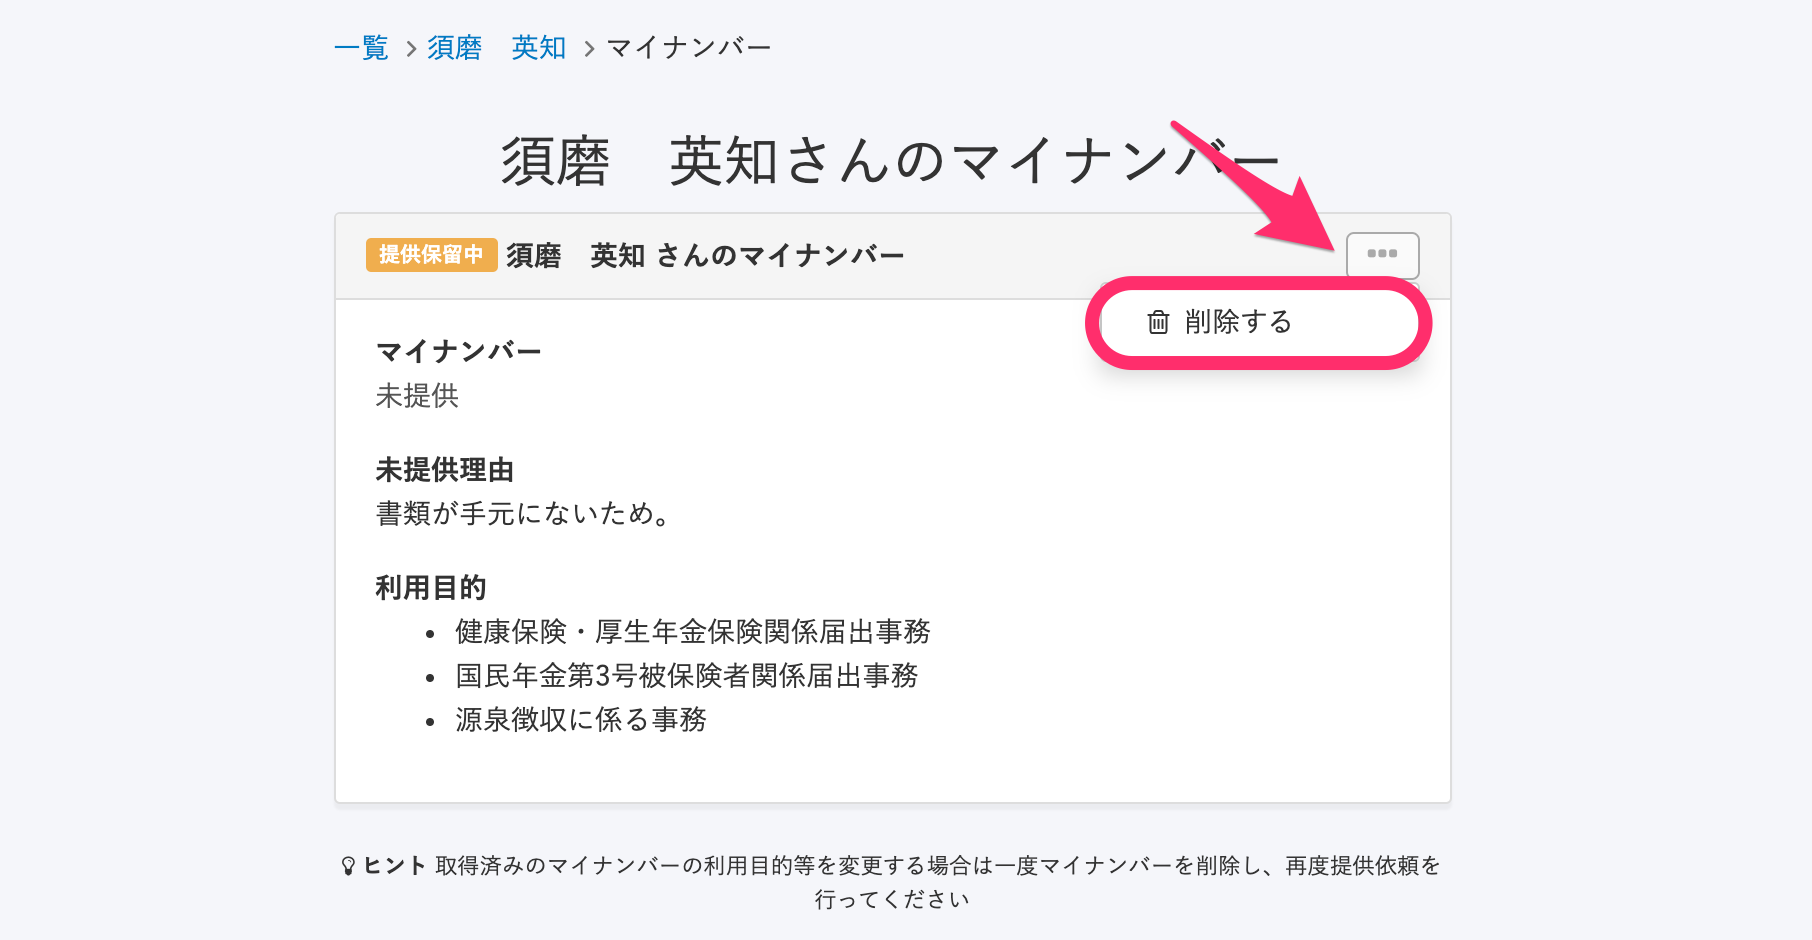 一覧 > 須磨　英知 > マイナンバー
須磨　英知さんのマイナンバー
提供保留中 須磨　英知 さんのマイナンバー
削除する
マイナンバー
未提供
未提供理由
書類が手元にないため。
利用目的
• 健康保険・厚生年金保険関係届出事務
• 国民年金第3号被保険者関係届出事務
• 源泉徴収に係る事務
ヒント 取得済みのマイナンバーの利用目的等を変更する場合は一度マイナンバーを削除し、再度提供依頼を
行ってください